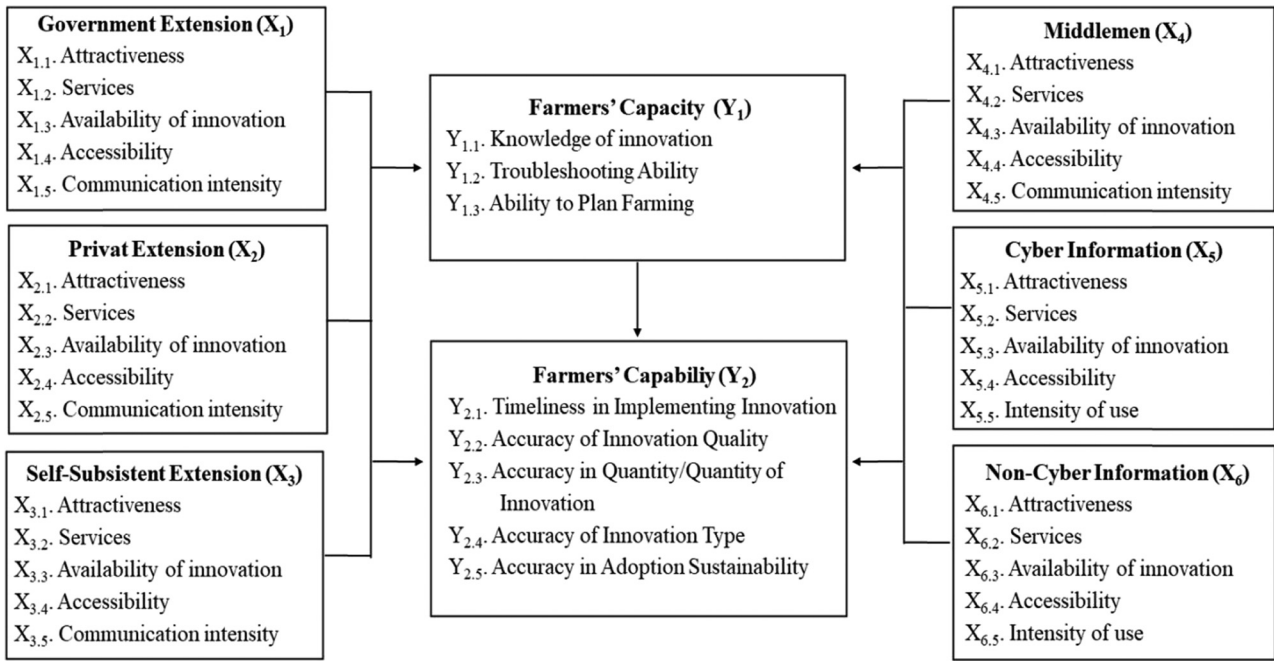 Government Extension (X1)
X1.1. Attractiveness
X1.2. Services
X1.3. Availability of innovation
X1.4. Accessibility
X1.5. Communication intensity
Privat Extension (X2)
X2.1. Attractiveness
X2.2. Services
X2.3. Availability of innovation
X2.4. Accessibility
X2.5. Communication intensity
Self-Subsistent Extension (X3)
X3.1. Attractiveness
X3.2. Services
X3.3. Availability of innovation
X3.4. Accessibility
X3.5. Communication intensity
Farmers' Capacity (Y1)
Y1.1. Knowledge of innovation
Y1.2. Troubleshooting Ability
Y1.3. Ability to Plan Farming
Farmers' Capabiliy (Y2)
Y2.1. Timeliness in Implementing Innovation
Y2.2. Accuracy of Innovation Quality
Y2.3. Accuracy in Quantity/Quantity of
Innovation
Y2.4. Accuracy of Innovation Type
Y2.5. Accuracy in Adoption Sustainability
Middlemen (X4)
X4.1. Attractiveness
X4.2. Services
X4.3. Availability of innovation
X4.4. Accessibility
X4.5. Communication intensity
Cyber Information (X5)
X5.1. Attractiveness
X5.2. Services
X5.3. Availability of innovation
X5.4. Accessibility
X5.5. Intensity of use
Non-Cyber Information (X6)
X6.1. Attractiveness
X6.2. Services
X6.3. Availability of innovation
X6.4. Accessibility
X6.5. Intensity of use